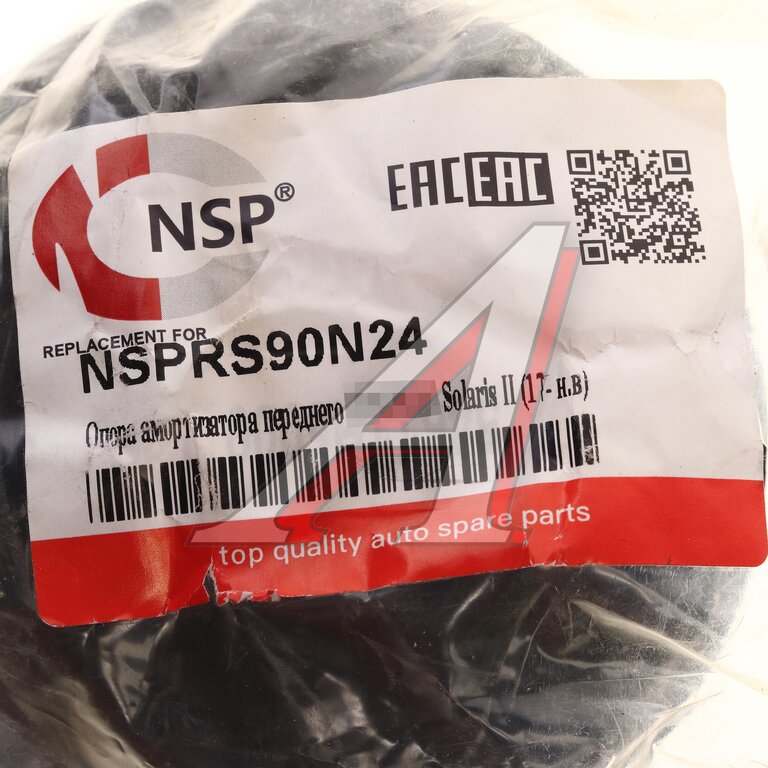 NSP®
EAC EAC
REPLACEMENT FOR
NSPRS90N24
Опора амортизатора переднего Solaris II (17- н.в)
top quality auto spare parts